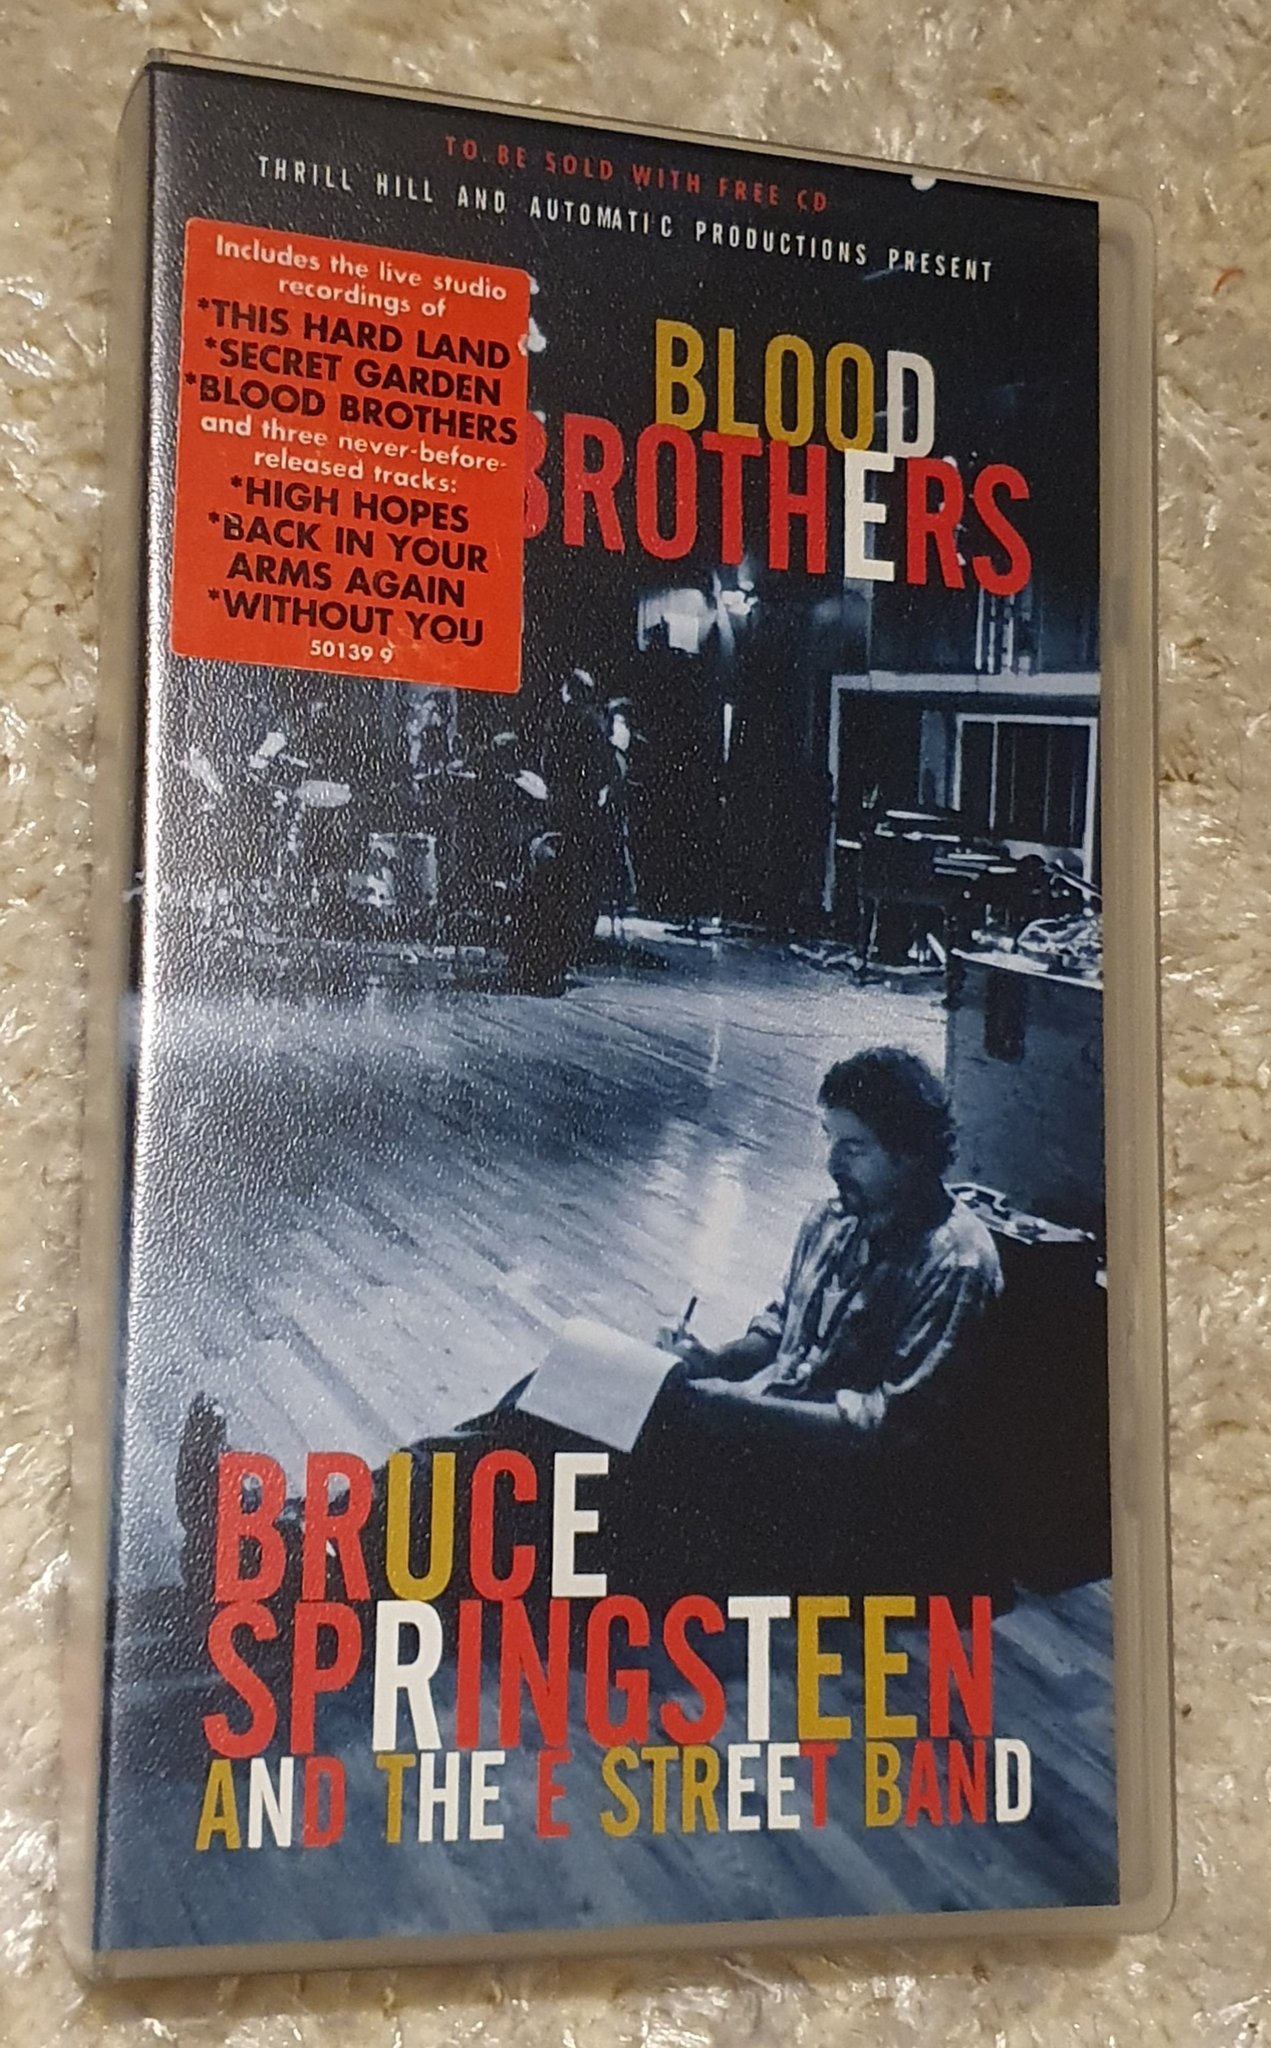 TO BE SOLD WITH FREE CD
THRILL HILL AND AUTOMATIC PRODUCTIONS PRESENT
Includes the live studio
recordings of
*THIS HARD LAND
*SECRET GARDEN
*BLOOD BROTHERS
and three never-before-
released tracks:
*HIGH HOPES
*BACK IN YOUR
ARMS AGAIN
*WITHOUT YOU
50139 9
BLOOD
BROTHERS
BRUCE
SPRINGSTEEN
AND THE E STREET BAND